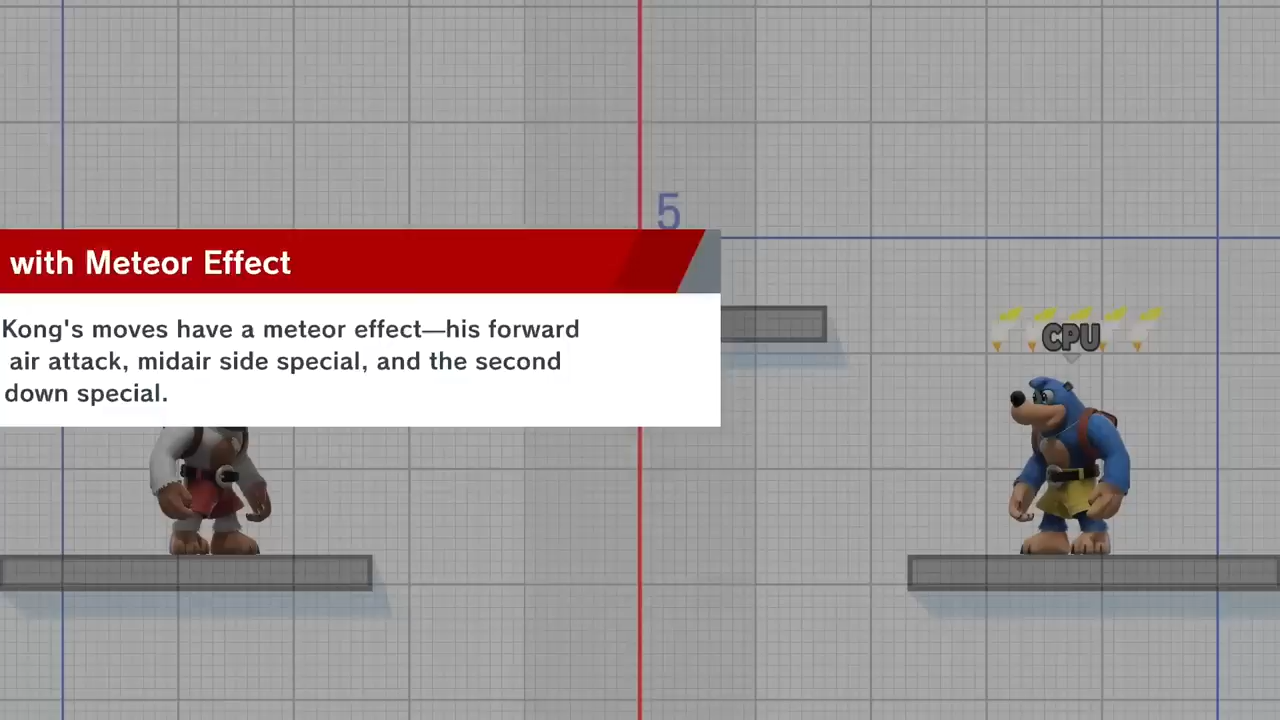 5
with Meteor Effect
Kong's moves have a meteor effect—his forward
air attack, midair side special, and the second
down special.
CPU